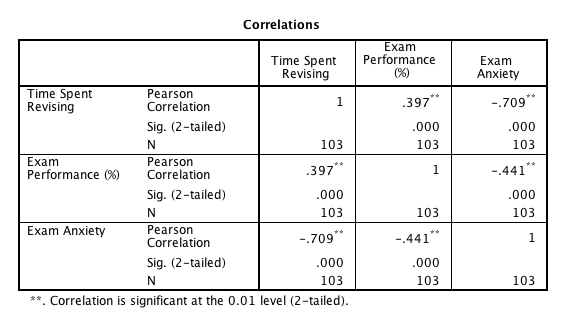 Correlations
Time Spent Revising Exam Performance (%) Exam Anxiety
Time Spent Revising Pearson Correlation 1 .397** –.709**
Sig. (2-tailed) .000 .000
N 103 103 103
Exam Performance (%) Pearson Correlation .397** 1 –.441**
Sig. (2-tailed) .000 .000
N 103 103 103
Exam Anxiety Pearson Correlation –.709** –.441** 1
Sig. (2-tailed) .000 .000
N 103 103 103
**. Correlation is significant at the 0.01 level (2-tailed).